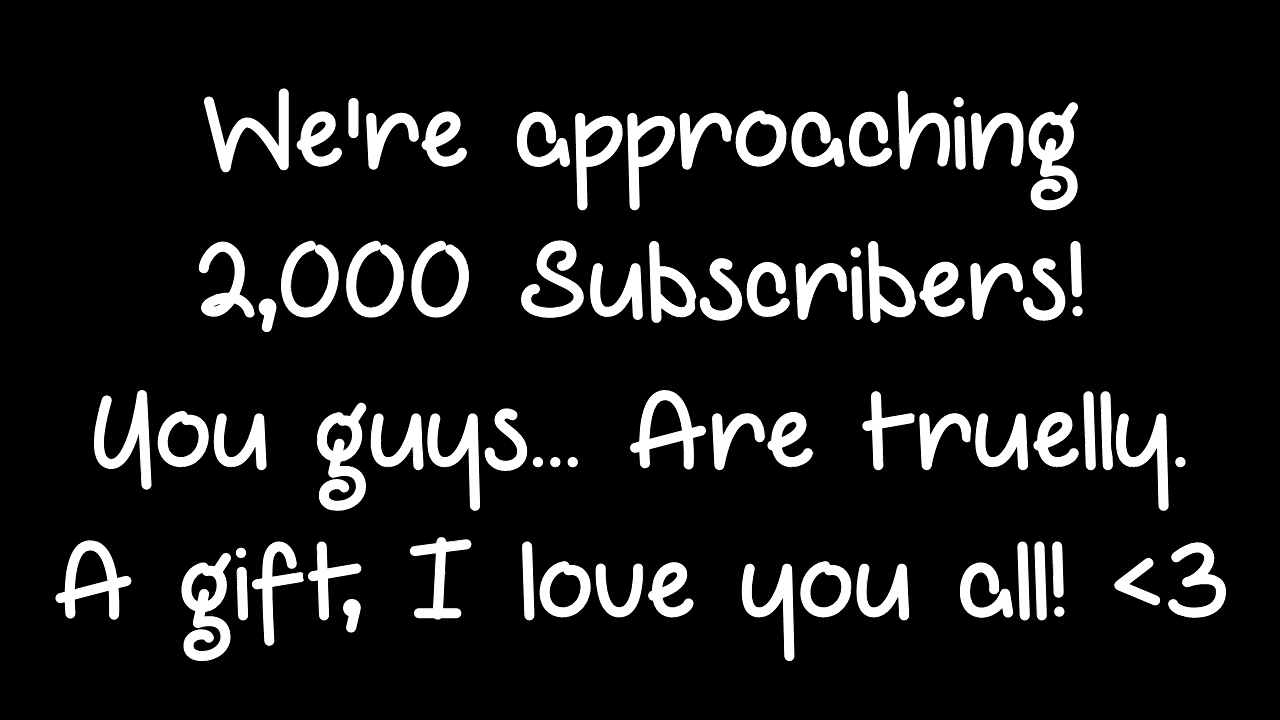 We're approaching
2,000 Subscribers!
You guys... Are truelly.
A gift, I love you all! <3